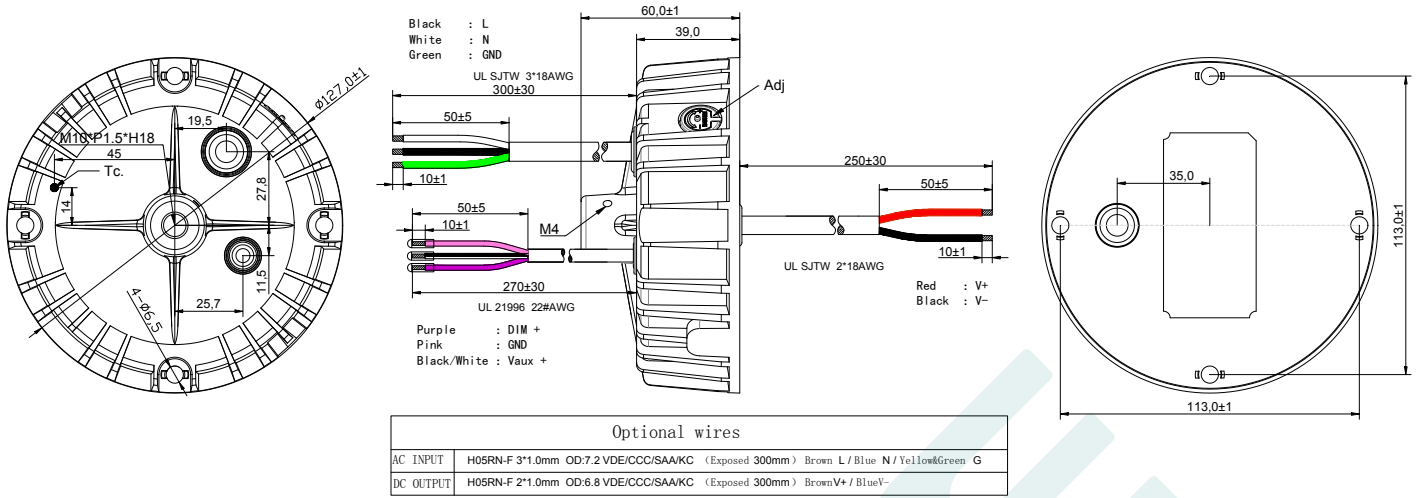 Ø127,0±1
19,5
M10*P1.5*H18
45
Tc.
14
27,8
11,5
25,7
4-Ø6,5
Black : L
White : N
Green : GND
UL SJTW 3*18AWG
300±30
50±5
10±1
60,0±1
39,0
Adj
M4
50±5
10±1
270±30
UL 21996 22#AWG
Purple : DIM +
Pink : GND
Black/White : Vaux +
250±30
50±5
10±1
UL SJTW 2*18AWG
Red : V+
Black : V-
35,0
113,0±1
113,0±1
Optional wires
AC INPUT H05RN-F 3*1.0mm OD:7.2 VDE/CCC/SAA/KC （Exposed 300mm） Brown L / Blue N / Yellow&Green G
DC OUTPUT H05RN-F 2*1.0mm OD:6.8 VDE/CCC/SAA/KC （Exposed 300mm） BrownV+ / BlueV-